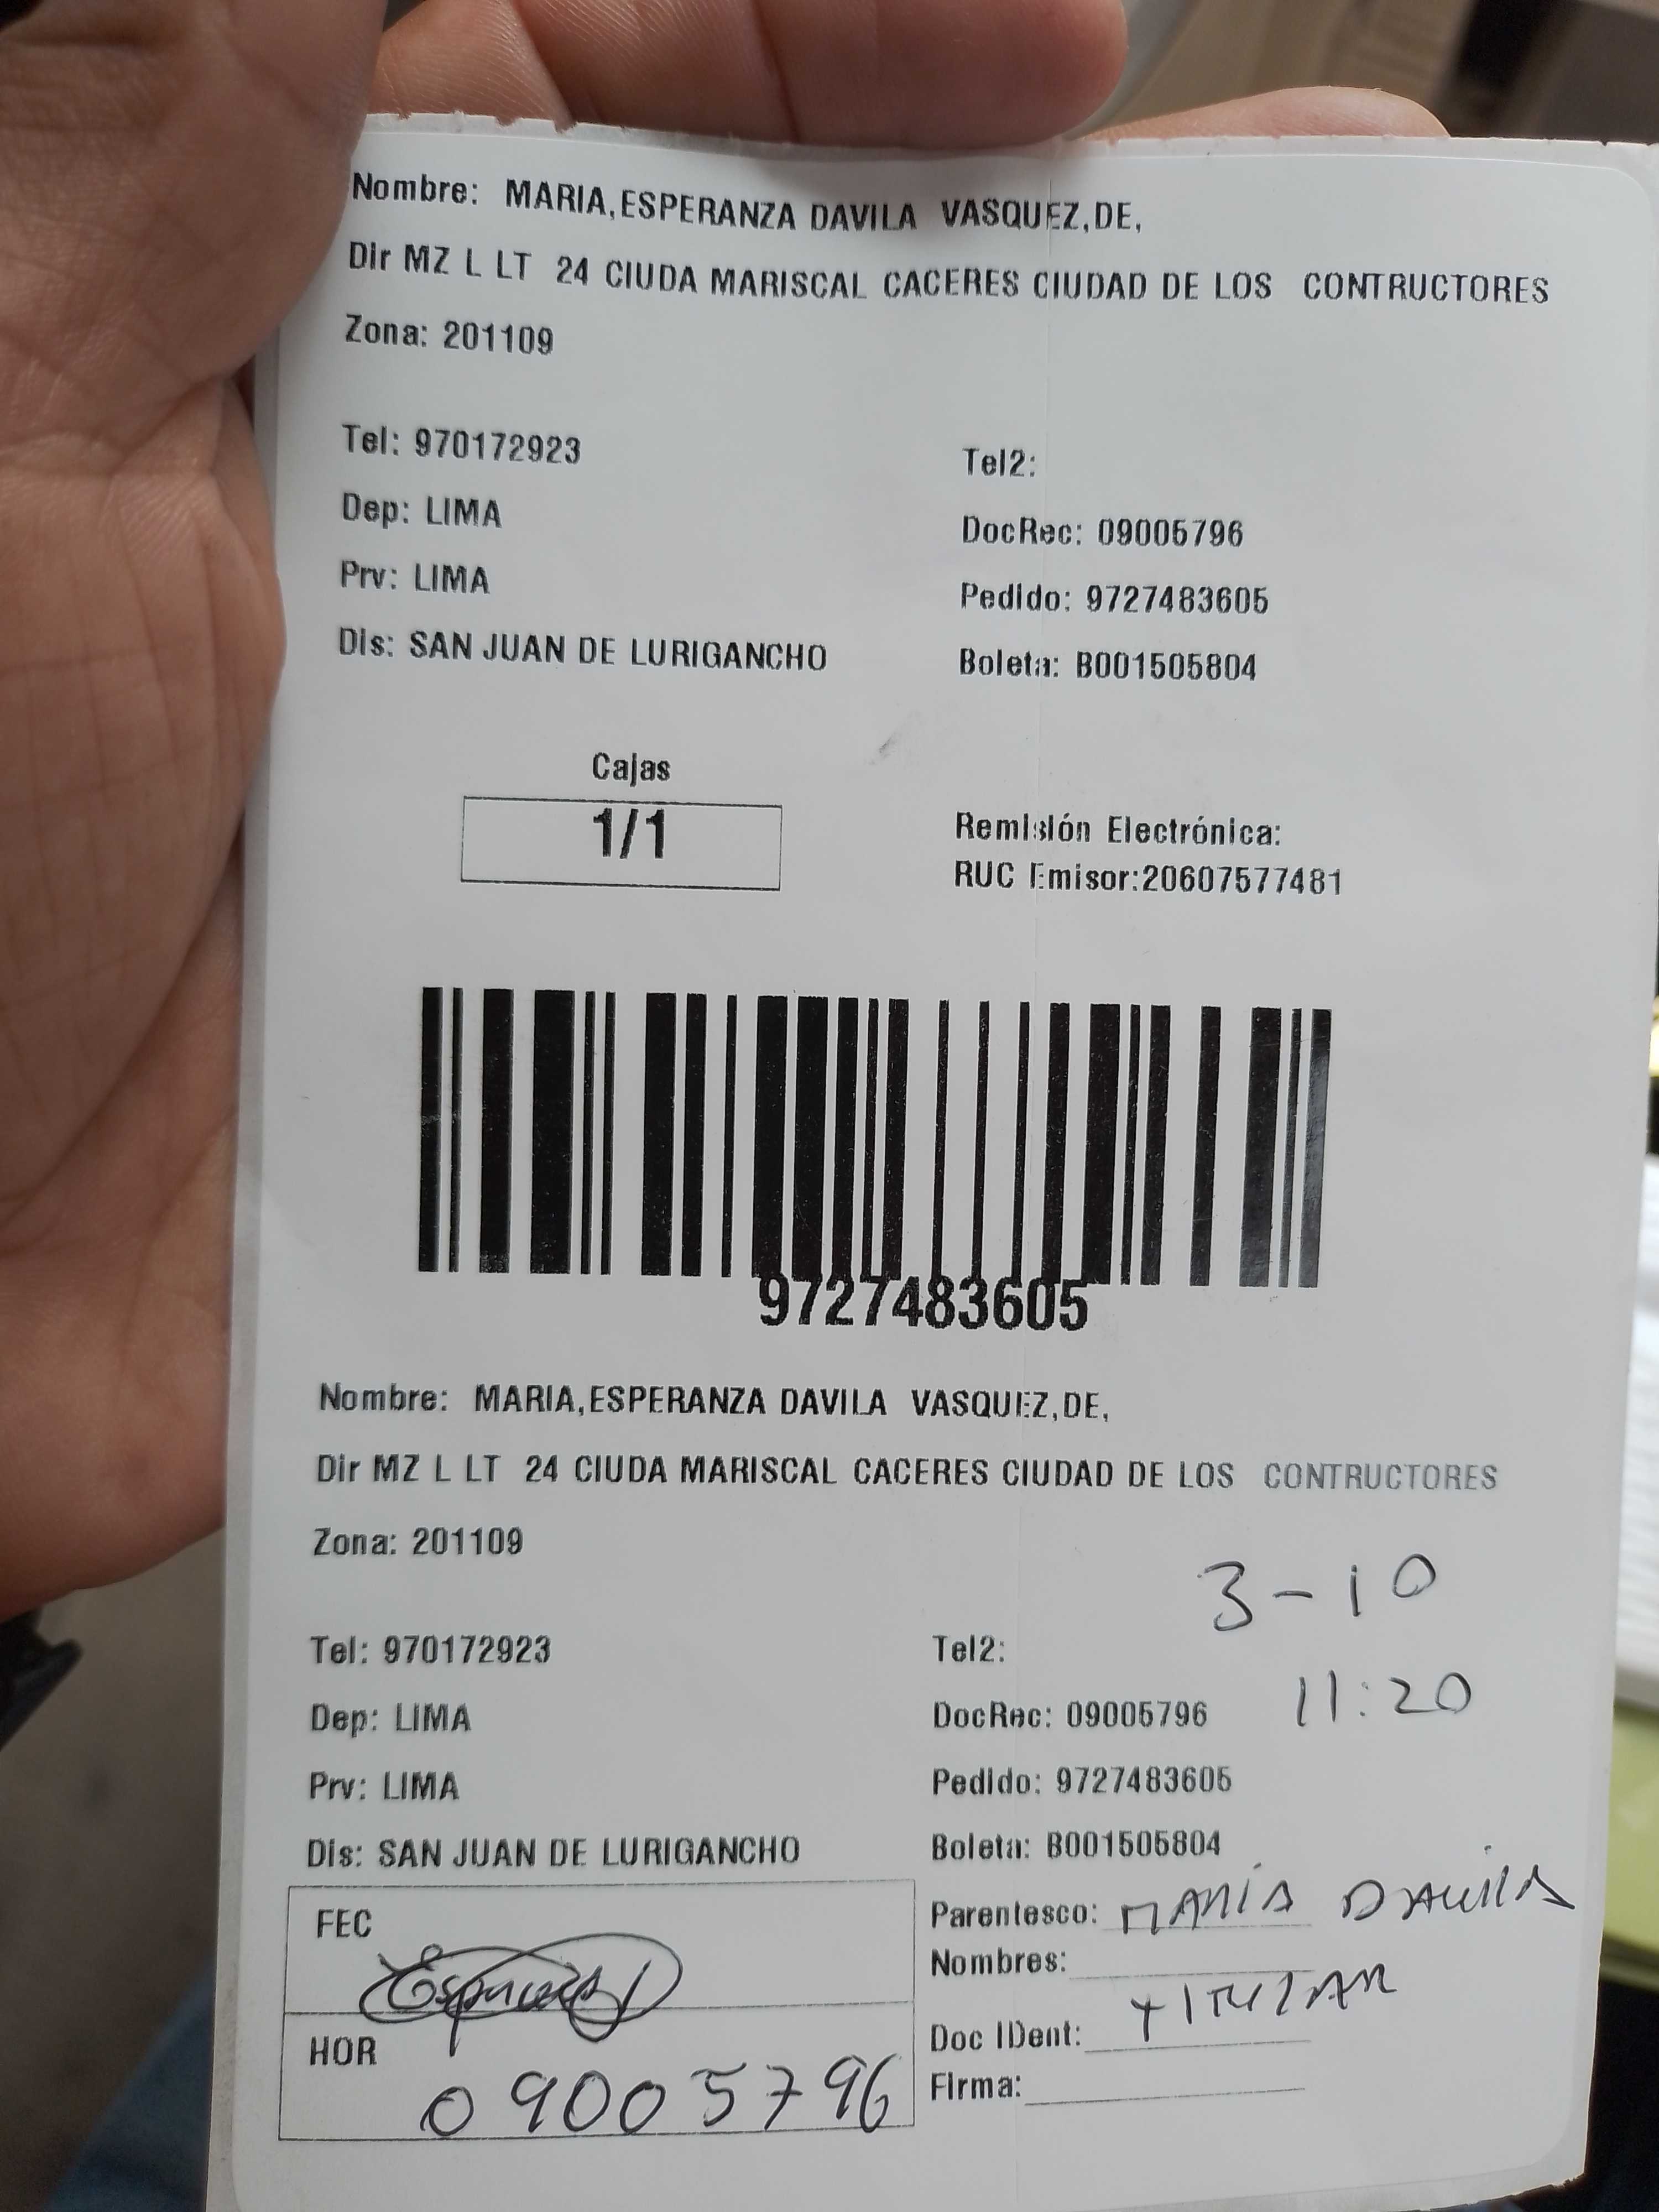 Nombre: MARIA,ESPERANZA DAVILA VASQUEZ,DE,
Dir MZ L LT 24 CIUDA MARISCAL CACERES CIUDAD DE LOS CONTRUCTORES
Zona: 201109
Tel: 970172923 Tel2:
Dep: LIMA DocRec: 09005796
Prv: LIMA Pedido: 9727483605
Dis: SAN JUAN DE LURIGANCHO Boleta: B001505804
Cajas
1/1
Remisión Electrónica:
RUC Emisor:20607577481
9727483605
Nombre: MARIA,ESPERANZA DAVILA VASQUEZ,DE,
Dir MZ L LT 24 CIUDA MARISCAL CACERES CIUDAD DE LOS CONTRUCTORES
Zona: 201109
3-10
Tel: 970172923 Tel2:
11:20
Dep: LIMA DocRec: 09005796
Prv: LIMA Pedido: 9727483605
Dis: SAN JUAN DE LURIGANCHO Boleta: B001505804
FEC
HOR
09005796
Parentesco: MARÍA DAVILA
Nombres:
Doc IDent: TITULAR
Firma: